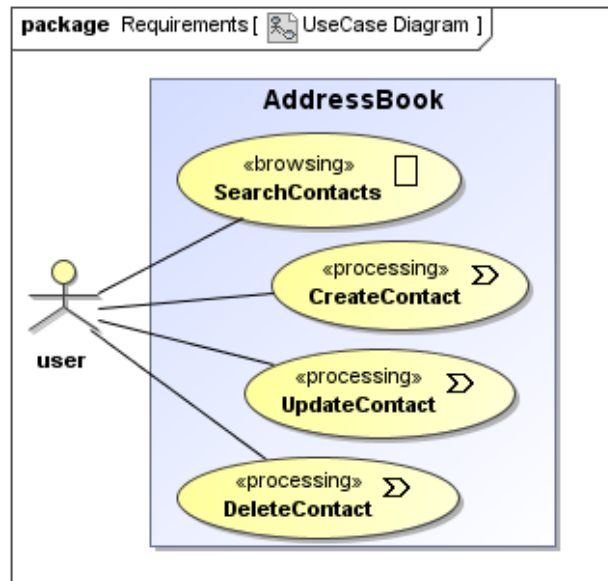 package Requirements [ UseCase Diagram ]
AddressBook
«browsing»
SearchContacts
«processing»
CreateContact
user
«processing»
UpdateContact
«processing»
DeleteContact